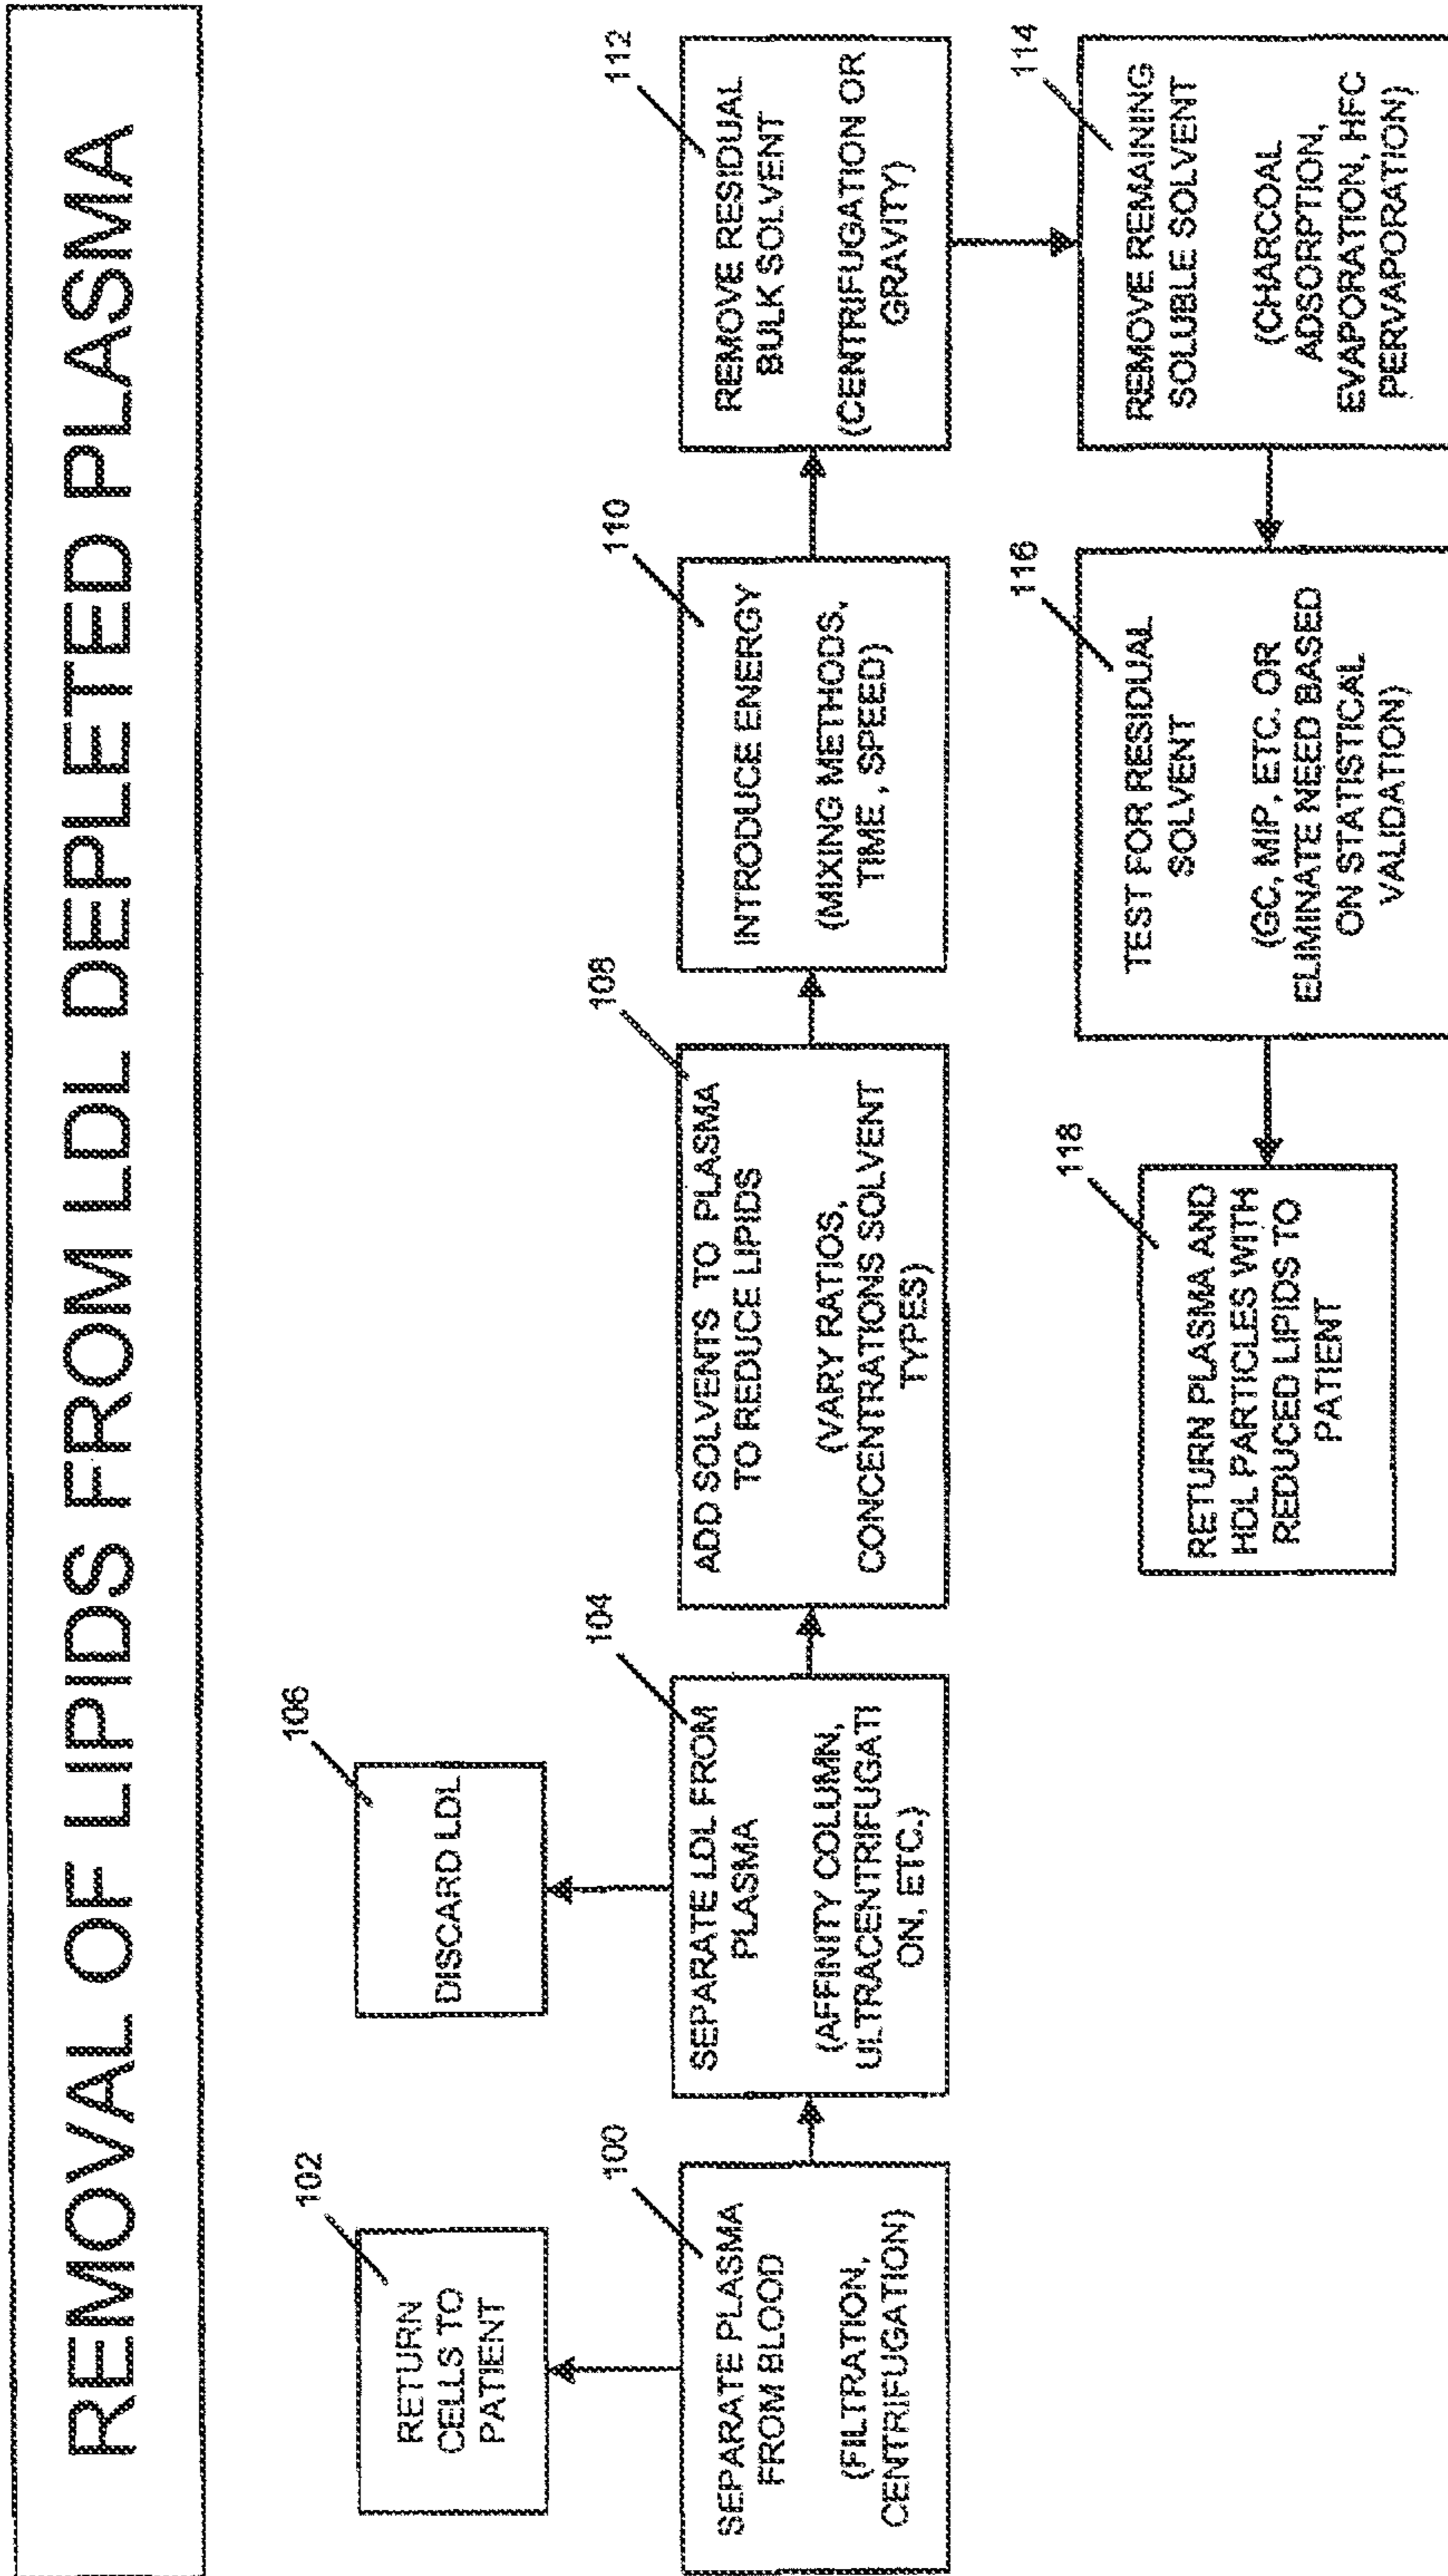 REMOVAL OF LIPIDS FROM LDL DEPLETED PLASMA
102
RETURN
CELLS TO
PATIENT
106
DISCARD LDL
100
SEPARATE PLASMA
FROM BLOOD
(FILTRATION,
CENTRIFUGATION)
104
SEPARATE LDL FROM
PLASMA
(AFFINITY COLUMN,
ULTRACENTRIFUGATI
ON, ETC.)
108
ADD SOLVENTS TO PLASMA
TO REDUCE LIPIDS
(VARY RATIOS,
CONCENTRATIONS SOLVENT
TYPES)
110
INTRODUCE ENERGY
(MIXING METHODS,
TIME , SPEED)
112
REMOVE RESIDUAL
BULK SOLVENT
(CENTRIFUGATION OR
GRAVITY)
114
REMOVE REMAINING
SOLUBLE SOLVENT
(CHARCOAL
ADSORPTION,
EVAPORATION, HFC
PERVAPORATION)
116
TEST FOR RESIDUAL
SOLVENT
(GC, MIP, ETC. OR
ELIMINATE NEED BASED
ON STATISTICAL
VALIDATION)
118
RETURN PLASMA AND
HDL PARTICLES WITH
REDUCED LIPIDS TO
PATIENT